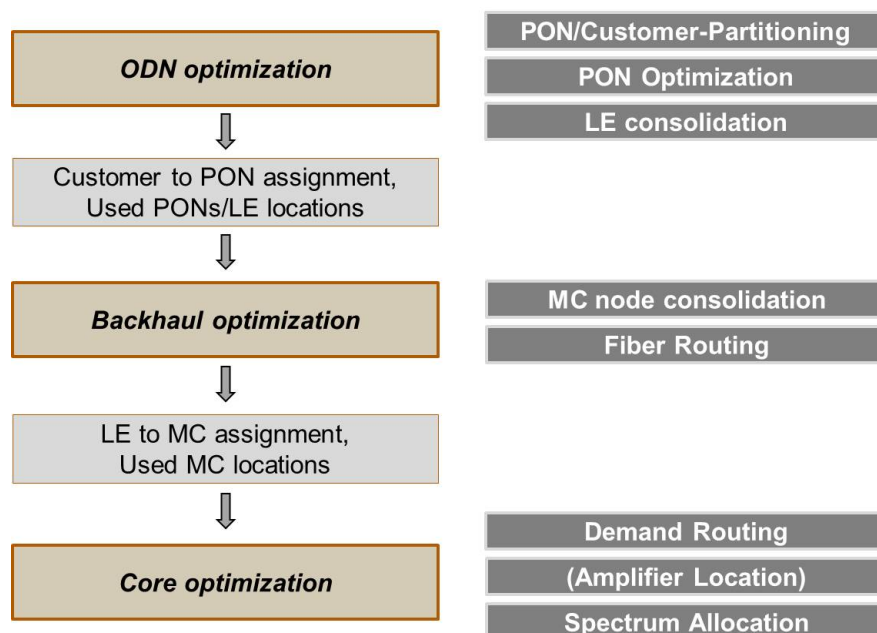 ODN optimization
PON/Customer-Partitioning
PON Optimization
LE consolidation
Customer to PON assignment,
Used PONs/LE locations
Backhaul optimization
MC node consolidation
Fiber Routing
LE to MC assignment,
Used MC locations
Core optimization
Demand Routing
(Amplifier Location)
Spectrum Allocation